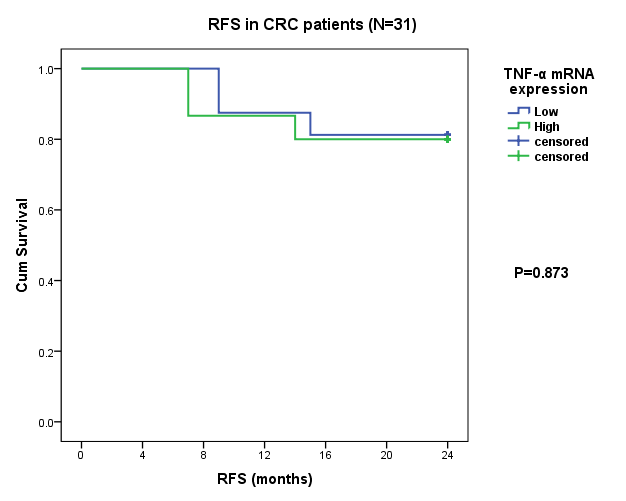 RFS in CRC patients (N=31)
TNF-α mRNA
expression
Low
High
censored
censored
P=0.873
Cum Survival
1.0
0.8
0.6
0.4
0.2
0.0
0 4 8 12 16 20 24
RFS (months)